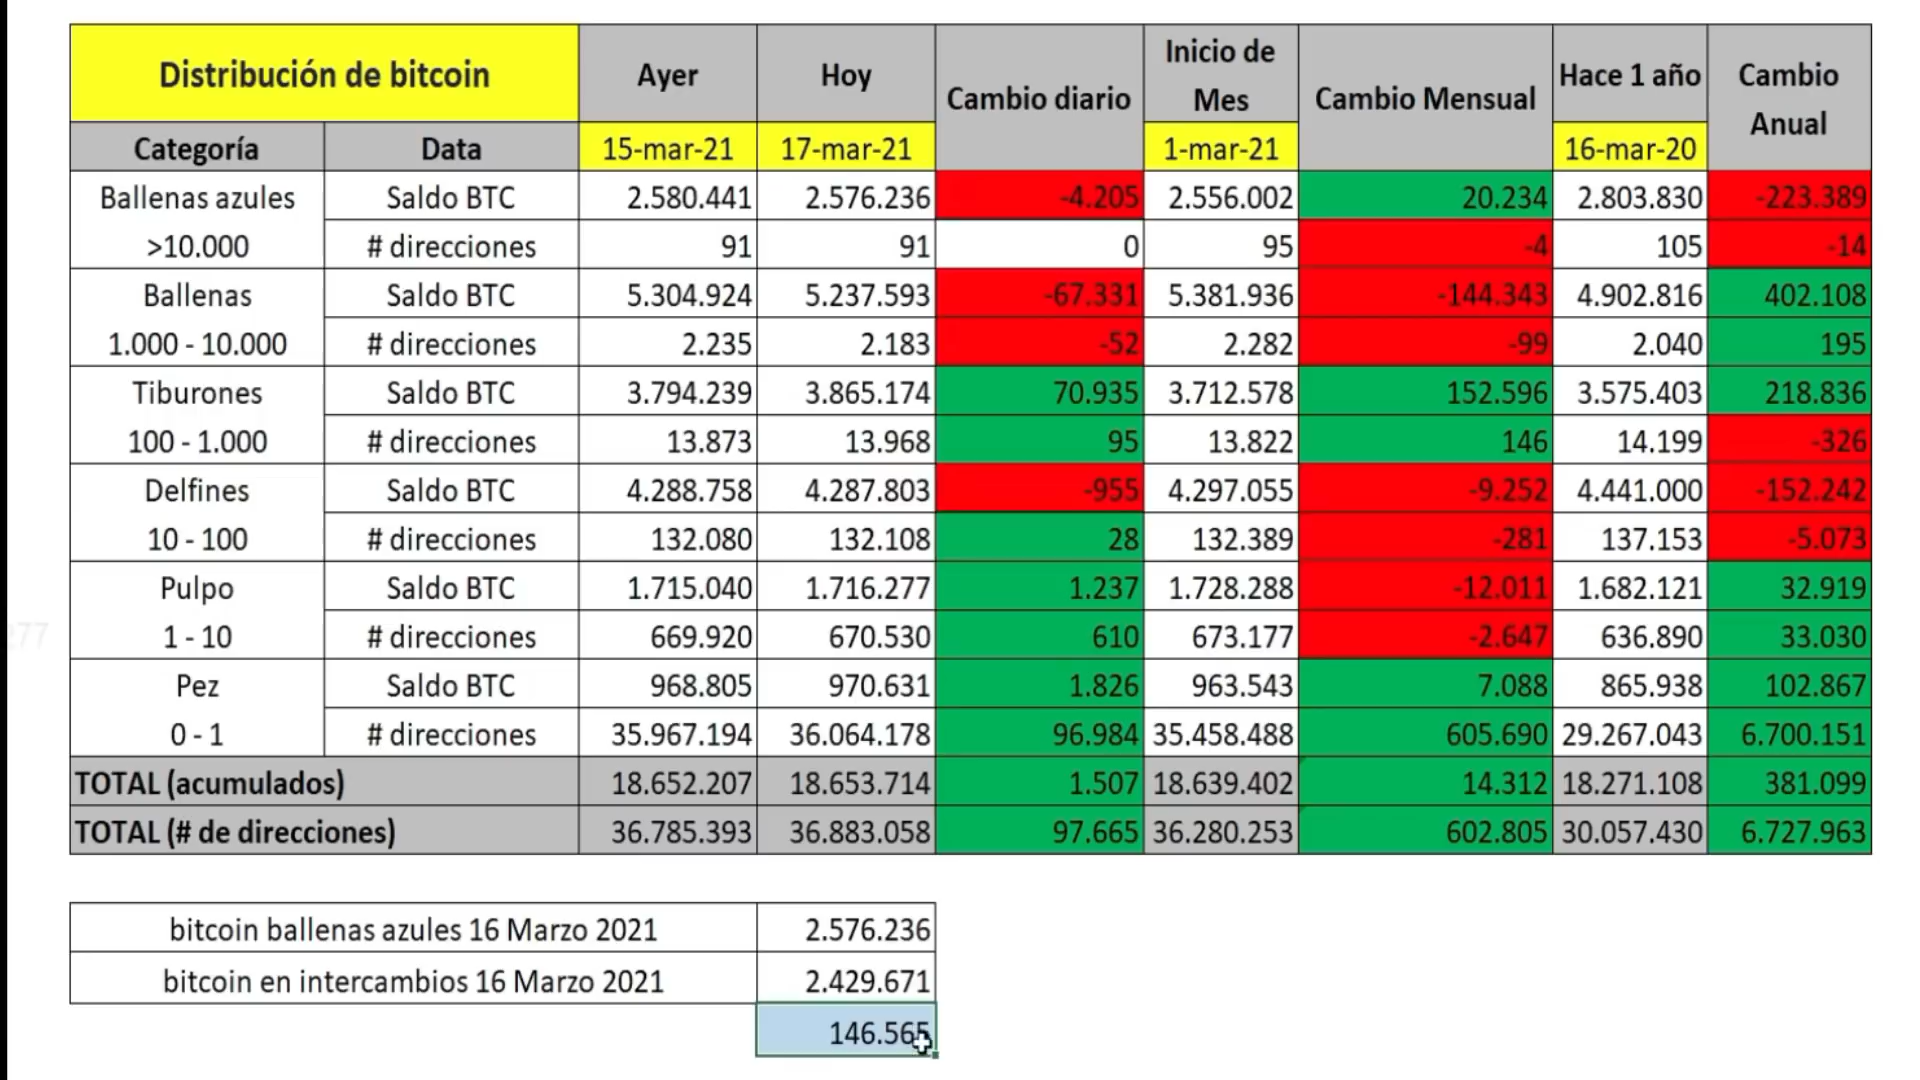 Distribución de bitcoin Ayer Hoy Cambio diario Inicio de Mes Cambio Mensual Hace 1 año Cambio Anual
Categoría Data 15-mar-21 17-mar-21 1-mar-21 16-mar-20
Ballenas azules Saldo BTC 2.580.441 2.576.236 -4.205 2.556.002 20.234 2.803.830 -223.389
>10.000 # direcciones 91 91 0 95 -4 105 -14
Ballenas Saldo BTC 5.304.924 5.237.593 -67.331 5.381.936 -144.343 4.902.816 402.108
1.000 - 10.000 # direcciones 2.235 2.183 -52 2.282 -99 2.040 195
Tiburones Saldo BTC 3.794.239 3.865.174 70.935 3.712.578 152.596 3.575.403 218.836
100 - 1.000 # direcciones 13.873 13.968 95 13.822 146 14.199 -326
Delfines Saldo BTC 4.288.758 4.287.803 -955 4.297.055 -9.252 4.441.000 -152.242
10 - 100 # direcciones 132.080 132.108 28 132.389 -281 137.153 -5.073
Pulpo Saldo BTC 1.715.040 1.716.277 1.237 1.728.288 -12.011 1.682.121 32.919
1 - 10 # direcciones 669.920 670.530 610 673.177 -2.647 636.890 33.030
Pez Saldo BTC 968.805 970.631 1.826 963.543 7.088 865.938 102.867
0 - 1 # direcciones 35.967.194 36.064.178 96.984 35.458.488 605.690 29.267.043 6.700.151
TOTAL (acumulados) 18.652.207 18.653.714 1.507 18.639.402 14.312 18.271.108 381.099
TOTAL (# de direcciones) 36.785.393 36.883.058 97.665 36.280.253 602.805 30.057.430 6.727.963
bitcoin ballenas azules 16 Marzo 2021 2.576.236
bitcoin en intercambios 16 Marzo 2021 2.429.671
146.565